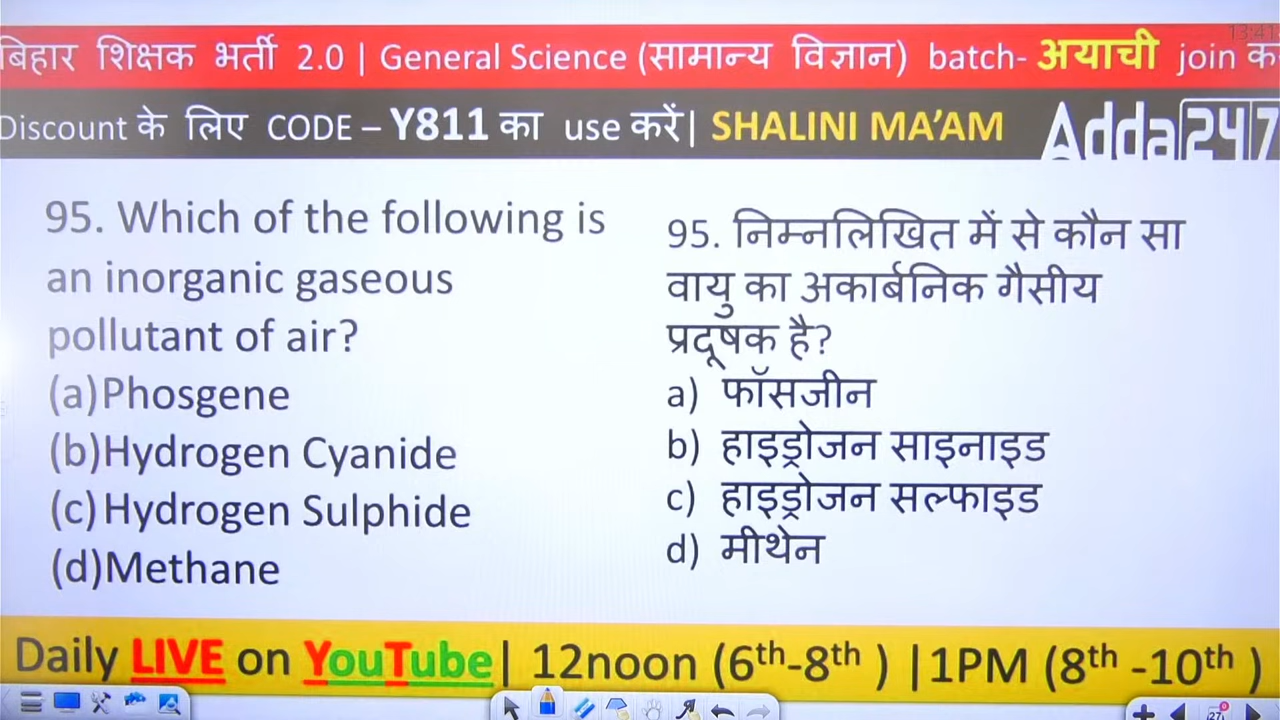 13:41
बिहार शिक्षक भर्ती 2.0 | General Science (सामान्य विज्ञान) batch- अयाची join क
Discount के लिए CODE – Y811 का use करें| SHALINI MA'AM
Adda247
95. Which of the following is
an inorganic gaseous
pollutant of air?
(a)Phosgene
(b)Hydrogen Cyanide
(c)Hydrogen Sulphide
(d)Methane
95. निम्नलिखित में से कौन सा
वायु का अकार्बनिक गैसीय
प्रदूषक है?
a) फॉसजीन
b) हाइड्रोजन साइनाइड
c) हाइड्रोजन सल्फाइड
d) मीथेन
Daily LIVE on YouTube| 12noon (6th-8th ) |1PM (8th -10th )
27